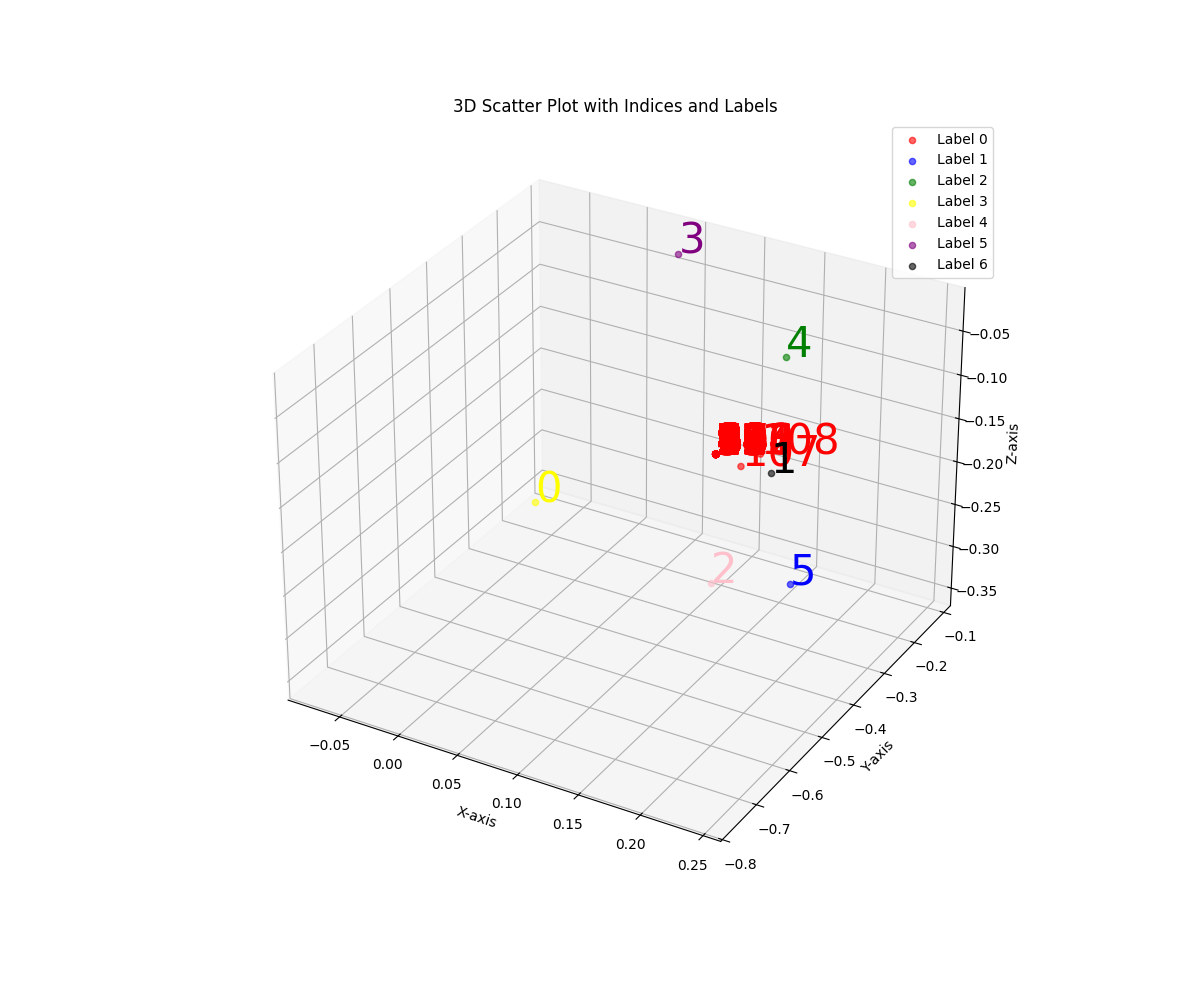 3D Scatter Plot with Indices and Labels
Label 0
Label 1
Label 2
Label 3
Label 4
Label 5
Label 6
3
4
107
1
0
2
5
−0.05
−0.10
−0.15
−0.20
−0.25
−0.30
−0.35
Z-axis
−0.1
−0.2
−0.3
−0.4
−0.5
−0.6
−0.7
−0.8
Y-axis
−0.05
0.00
0.05
0.10
0.15
0.20
0.25
X-axis